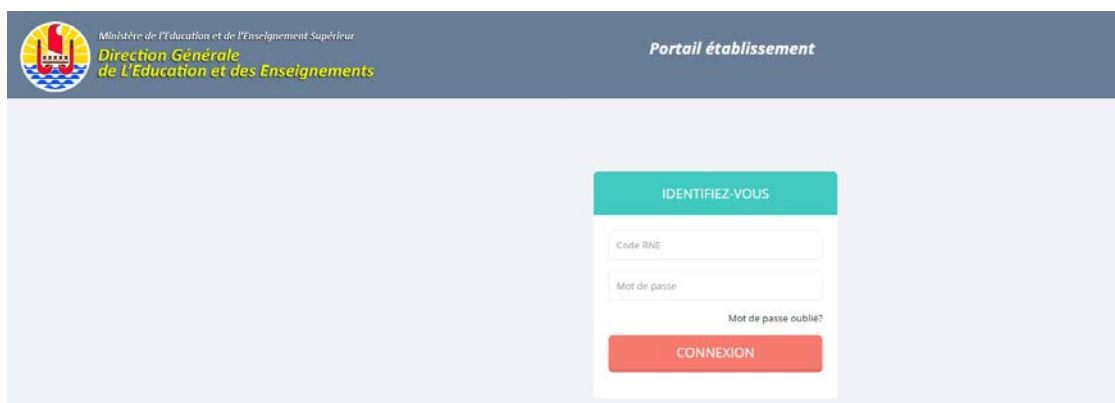 Ministère de l'Education et de l'Enseignement Supérieur
Direction Générale
de L'Education et des Enseignements
Portail établissement
IDENTIFIEZ-VOUS
Code RNE
Mot de passe
Mot de passe oublié?
CONNEXION